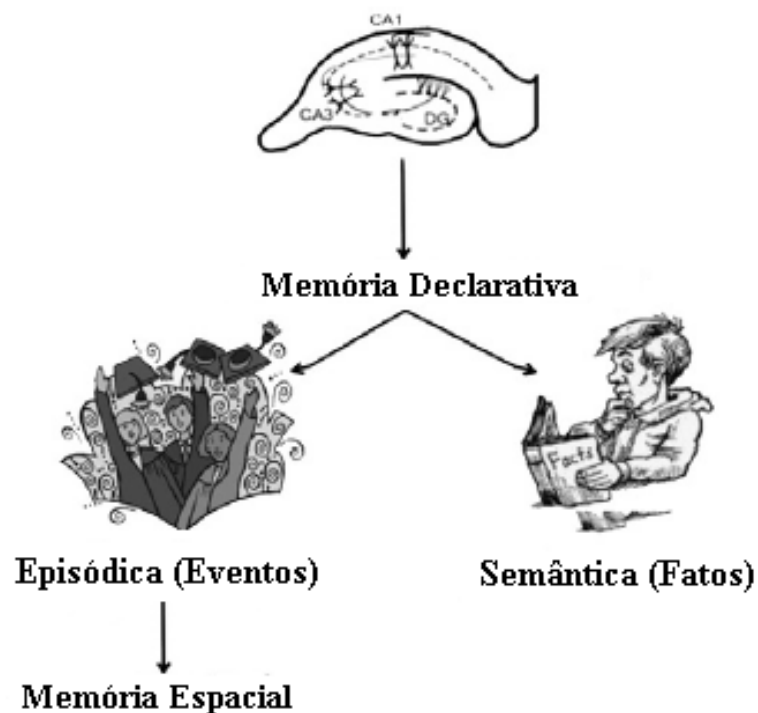 CA1
CA3
DG
Memória Declarativa
Facts
Episódica (Eventos)
Semântica (Fatos)
Memória Espacial